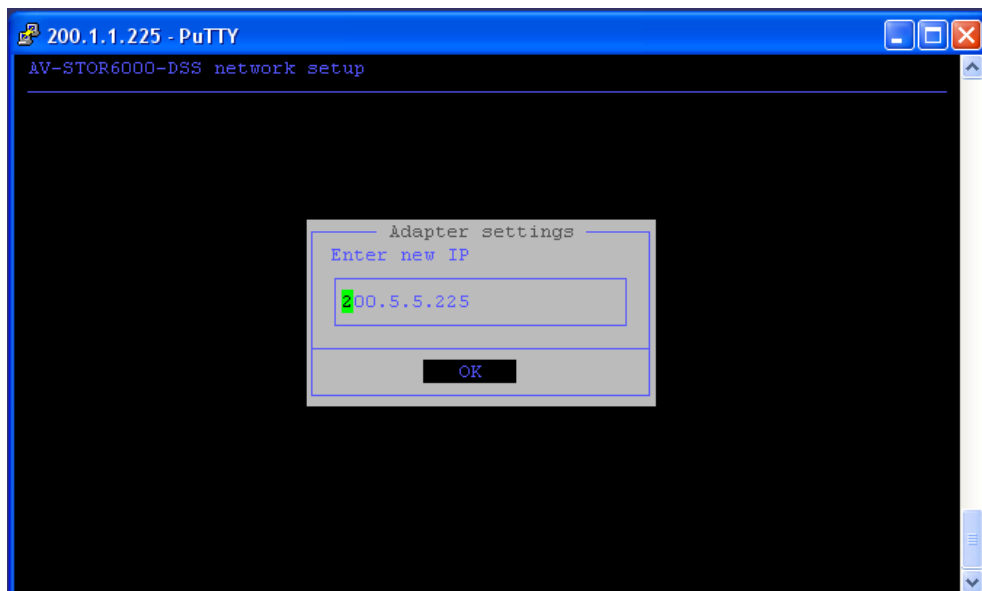 200.1.1.225 - PuTTY
AV-STOR6000-DSS network setup
Adapter settings
Enter new IP
200.5.5.225
OK